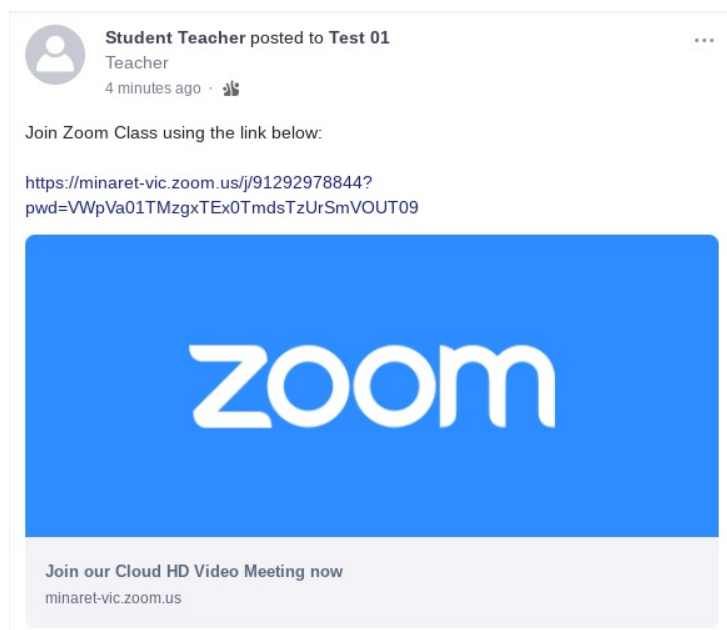 Student Teacher posted to Test 01
Teacher
4 minutes ago ·
Join Zoom Class using the link below:
https://minaret-vic.zoom.us/j/91292978844?
pwd=VWpVa01TMzgxTEx0TmdsTzUrSmVOUT09
zoom
Join our Cloud HD Video Meeting now
minaret-vic.zoom.us